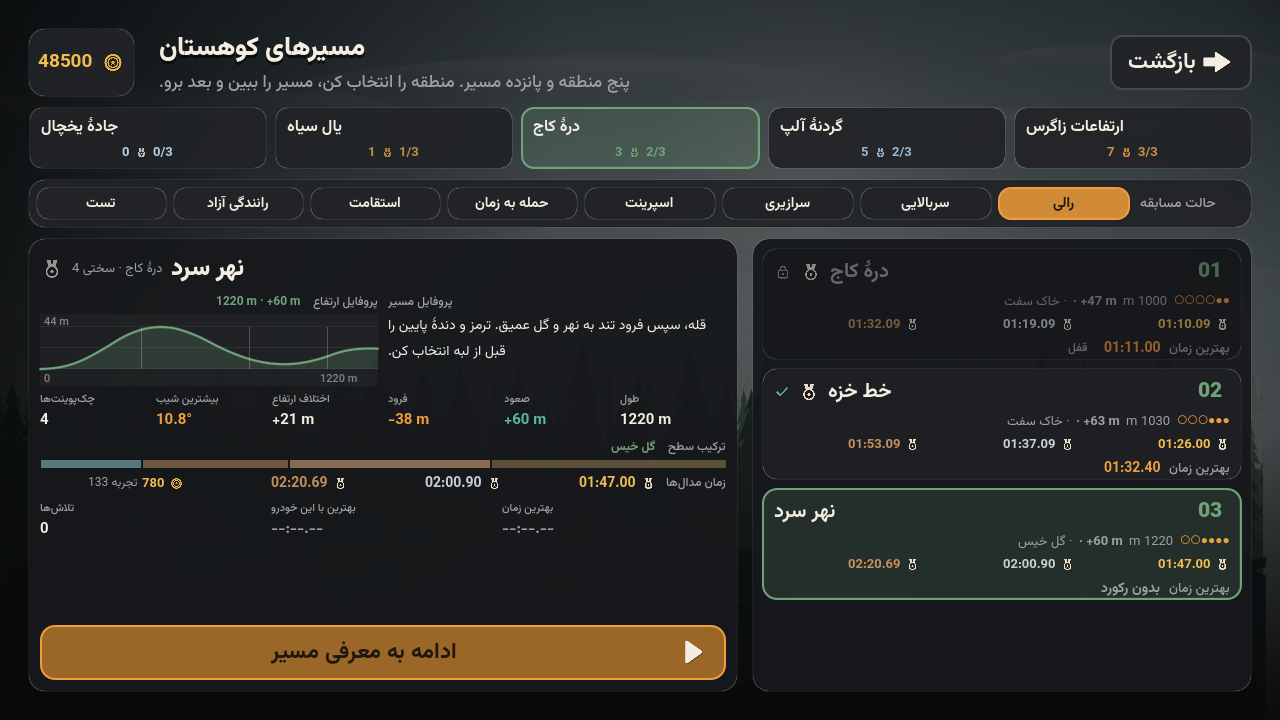 بازگشت
مسیرهای کوهستان
پنج منطقه و پانزده مسیر. منطقه را انتخاب کن، مسیر را ببین و بعد برو.
48500
ارتفاعات زاگرس
7 3/3
گردنهٔ آلپ
5 2/3
درهٔ کاج
3 2/3
یال سیاه
1 1/3
جادهٔ یخچال
0 0/3
حالت مسابقه
رالی
سربالایی
سرازیری
اسپرینت
حمله به زمان
استقامت
رانندگی آزاد
تست
01
درهٔ کاج
1000 m +47 m · خاک سفت
01:10.09 01:19.09 01:32.09
بهترین زمان 01:11.00 قفل
02
خط خزه
1030 m +63 m · خاک سفت
01:26.00 01:37.09 01:53.09
بهترین زمان 01:32.40
03
نهر سرد
1220 m +60 m · گل خیس
01:47.00 02:00.90 02:20.69
بهترین زمان بدون رکورد
نهر سرد
درهٔ کاج · سختی 4
پروفایل مسیر
قله، سپس فرود تند به نهر و گل عمیق. ترمز و دندهٔ پایین را
قبل از لبه انتخاب کن.
پروفایل ارتفاع
1220 m · +60 m
44 m
0
1220 m
طول
1220 m
صعود
+60 m
فرود
-38 m
اختلاف ارتفاع
+21 m
بیشترین شیب
10.8°
چک‌پوینت‌ها
4
ترکیب سطح گل خیس
زمان مدال‌ها 01:47.00 02:00.90 02:20.69 780 تجربه 133
بهترین زمان
--:--.--
بهترین با این خودرو
--:--.--
تلاش‌ها
0
ادامه به معرفی مسیر